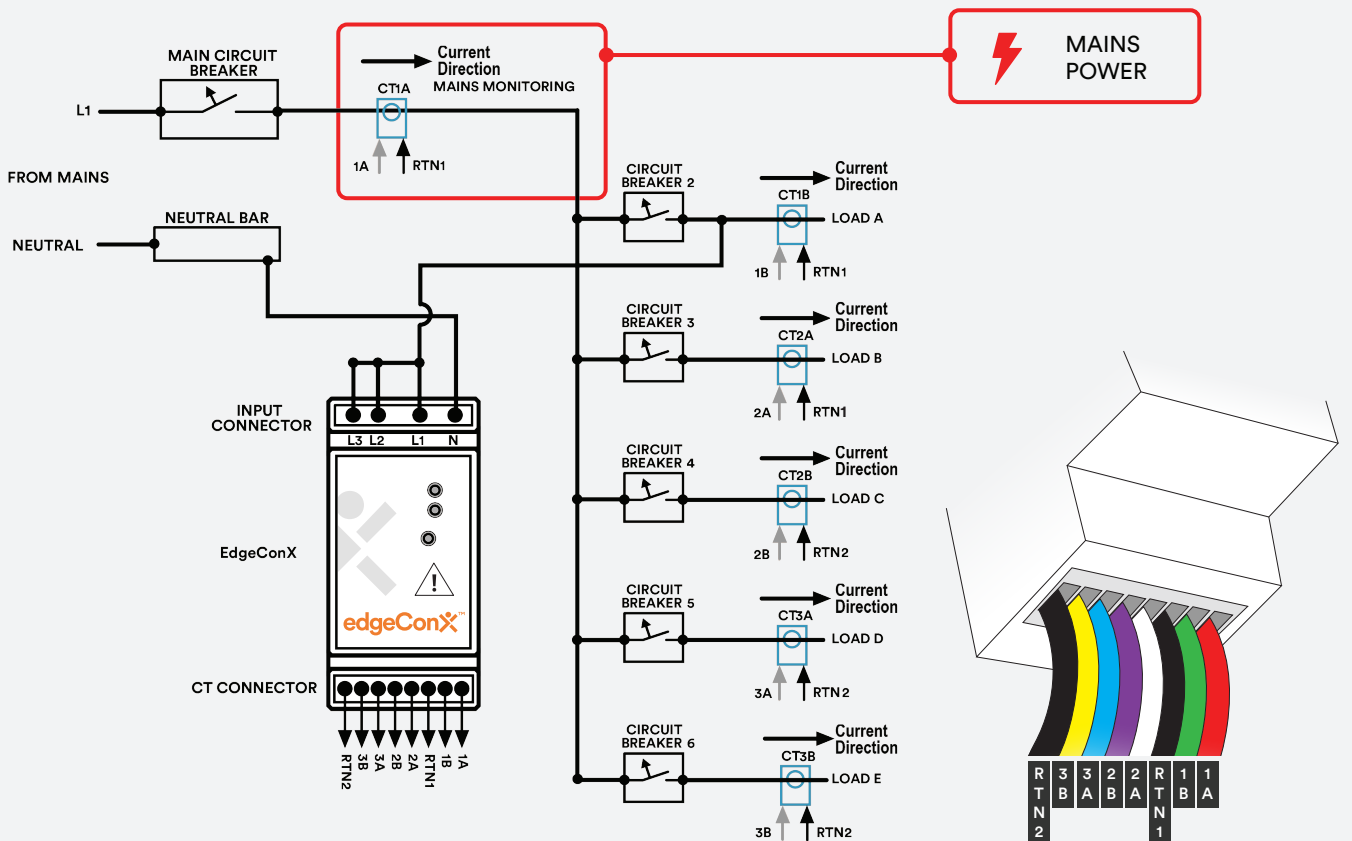 MAIN CIRCUIT
BREAKER
L1
FROM MAINS
NEUTRAL BAR
NEUTRAL
Current
Direction
MAINS MONITORING
CT1A
1A
RTN1
MAINS
POWER
CIRCUIT
BREAKER 2
Current
Direction
CT1B
LOAD A
1B
RTN1
CIRCUIT
BREAKER 3
Current
Direction
CT2A
LOAD B
2A
RTN1
CIRCUIT
BREAKER 4
Current
Direction
CT2B
LOAD C
2B
RTN2
CIRCUIT
BREAKER 5
Current
Direction
CT3A
LOAD D
3A
RTN2
CIRCUIT
BREAKER 6
Current
Direction
CT3B
LOAD E
3B
RTN2
INPUT
CONNECTOR
L3 L2 L1 N
EdgeConX
!
edgeConX™
CT CONNECTOR
RTN2
3B
3A
2B
2A
RTN1
1B
1A
RTN2
3B
3A
2B
2A
RTN1
1B
1A